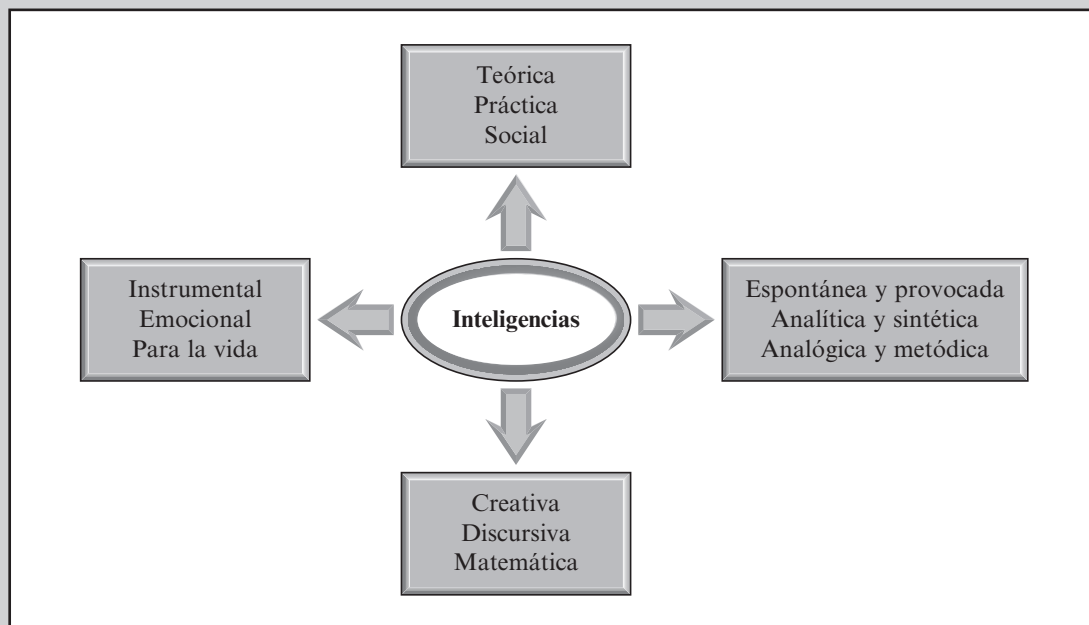 Teórica
Práctica
Social
Instrumental
Emocional
Para la vida
Inteligencias
Espontánea y provocada
Analítica y sintética
Analógica y metódica
Creativa
Discursiva
Matemática